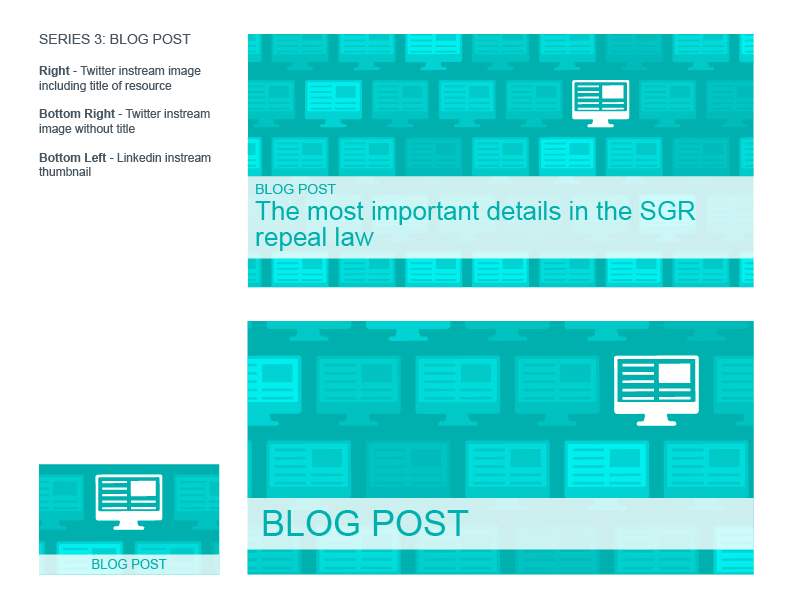 SERIES 3: BLOG POST
Right - Twitter instream image
including title of resource
Bottom Right - Twitter instream
image without title
Bottom Left - Linkedin instream
thumbnail
BLOG POST
The most important details in the SGR
repeal law
BLOG POST
BLOG POST